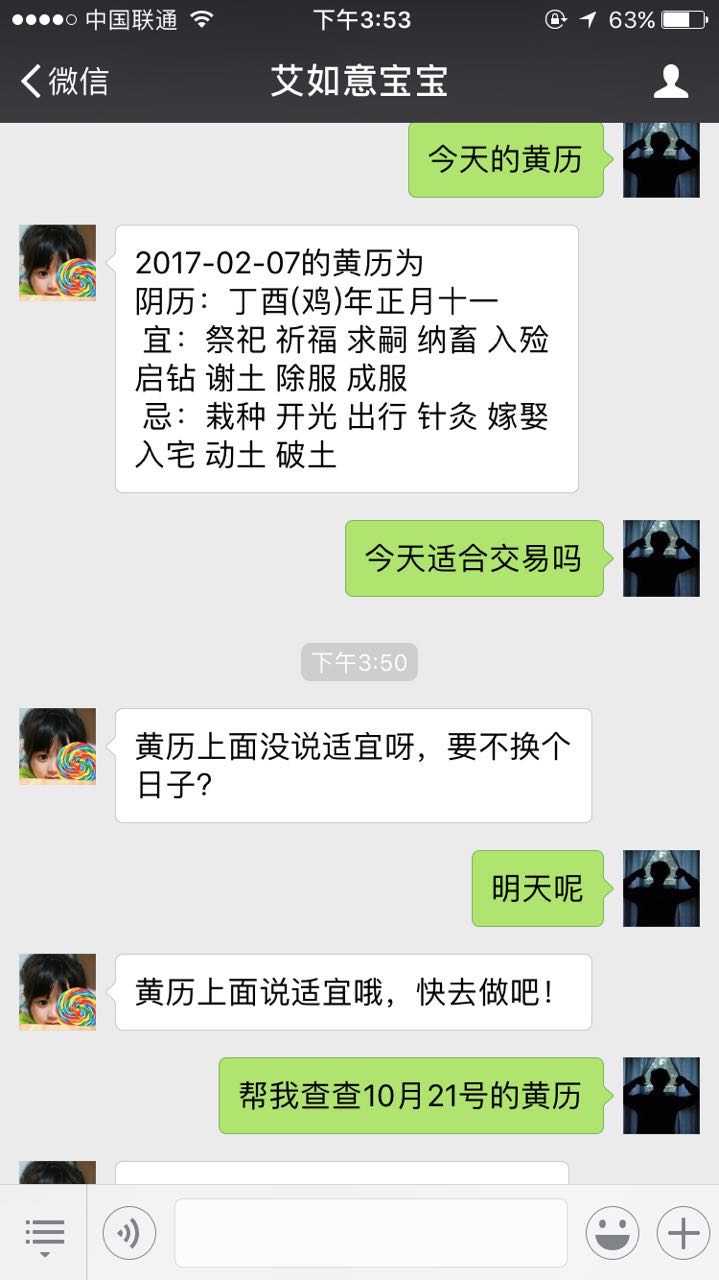 中国联通 下午3:53 63%
微信 艾如意宝宝
今天的黄历
2017-02-07的黄历为
阴历：丁酉(鸡)年正月十一
宜：祭祀 祈福 求嗣 纳畜 入殓
启钻 谢土 除服 成服
忌：栽种 开光 出行 针灸 嫁娶
入宅 动土 破土
今天适合交易吗
下午3:50
黄历上面没说适宜呀，要不换个
日子?
明天呢
黄历上面说适宜哦，快去做吧！
帮我查查10月21号的黄历